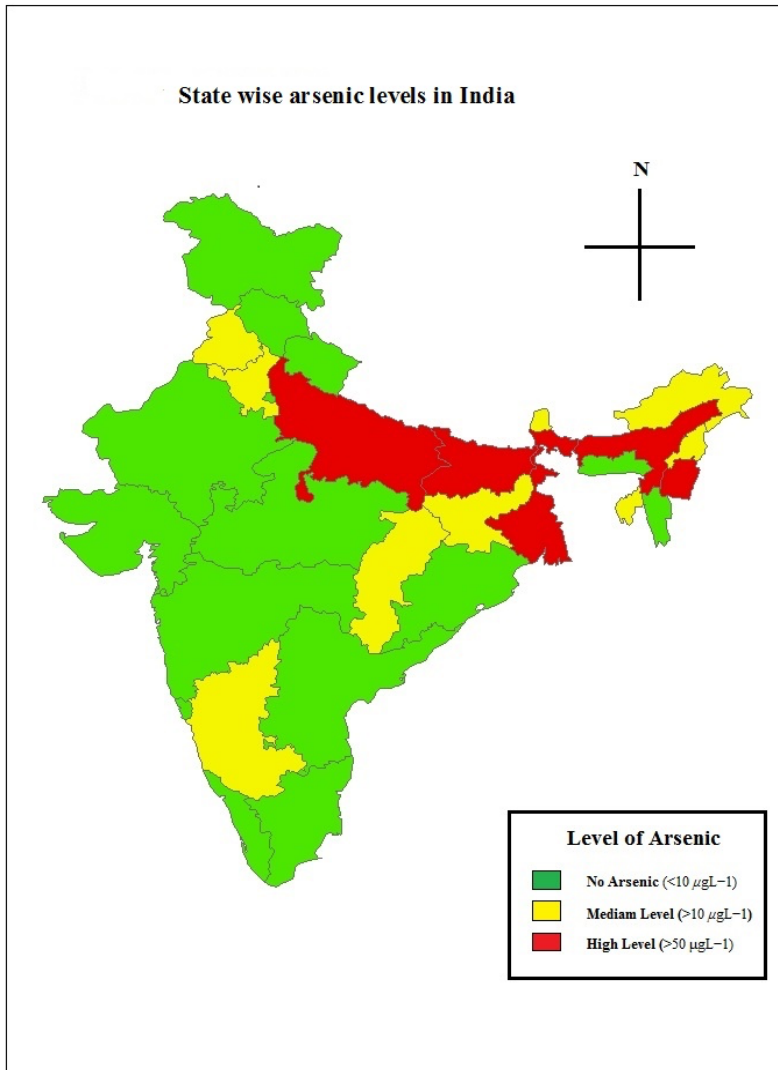 State wise arsenic levels in India
N
Level of Arsenic
No Arsenic (<10 µgL−1)
Mediam Level (>10 µgL−1)
High Level (>50 µgL−1)